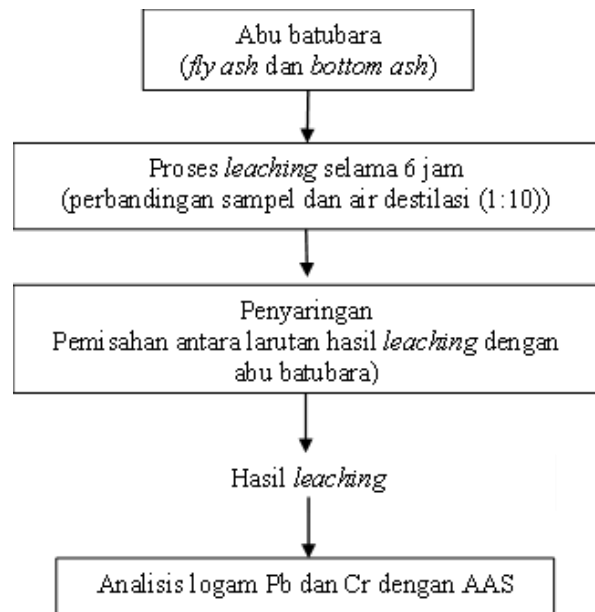 Abu batubara
(fly ash dan bottom ash)
Proses leaching selama 6 jam
(perbandingan sampel dan air destilasi (1:10))
Penyaringan
Pemisahan antara larutan hasil leaching dengan
abu batubara)
Hasil leaching
Analisis logam Pb dan Cr dengan AAS